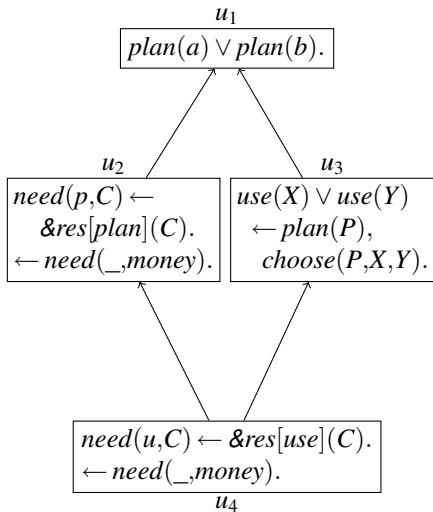 u₁
plan(a) ∨ plan(b).
u₂
need(p,C) ←
&res[plan](C).
← need(_,money).
u₃
use(X) ∨ use(Y)
← plan(P),
choose(P,X,Y).
need(u,C) ← &res[use](C).
← need(_,money).
u₄